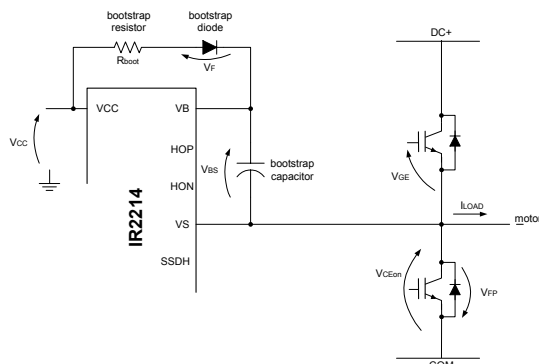 bootstrap
resistor
bootstrap
diode
DC+
Rboot
VF
VCC
VB
VCC
HOP
VBS
bootstrap
capacitor
VGE
HON
IR2214
ILOAD
motor
VS
SSDH
VCEon
VFP
COM